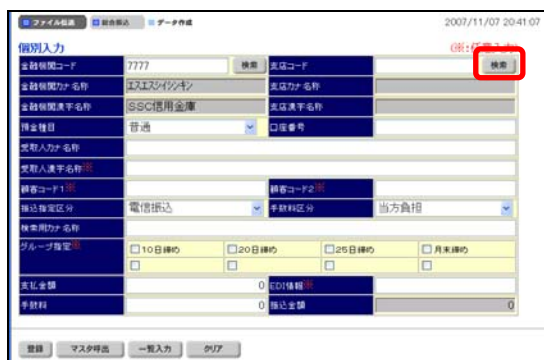 ファイル伝送 総合振込 データ作成 2007/11/07 20:41:07
個別入力 (※:任意入力)
金融機関コード 7777 検索 支店コード 検索
金融機関カナ名称 エスエスシイシンキン 支店カナ名称
金融機関漢字名称 SSC信用金庫 支店漢字名称
預金種目 普通 口座番号
受取人カナ名称
受取人漢字名称※
顧客コード1※ 顧客コード2※
振込指定区分 電信振込 手数料区分 当方負担
検索用カナ名称
グループ指定※ 10日締め 20日締め 25日締め 月末締め
支払金額 0 EDI情報※
手数料 0 振込金額 0
登録 マスタ呼出 一覧入力 クリア